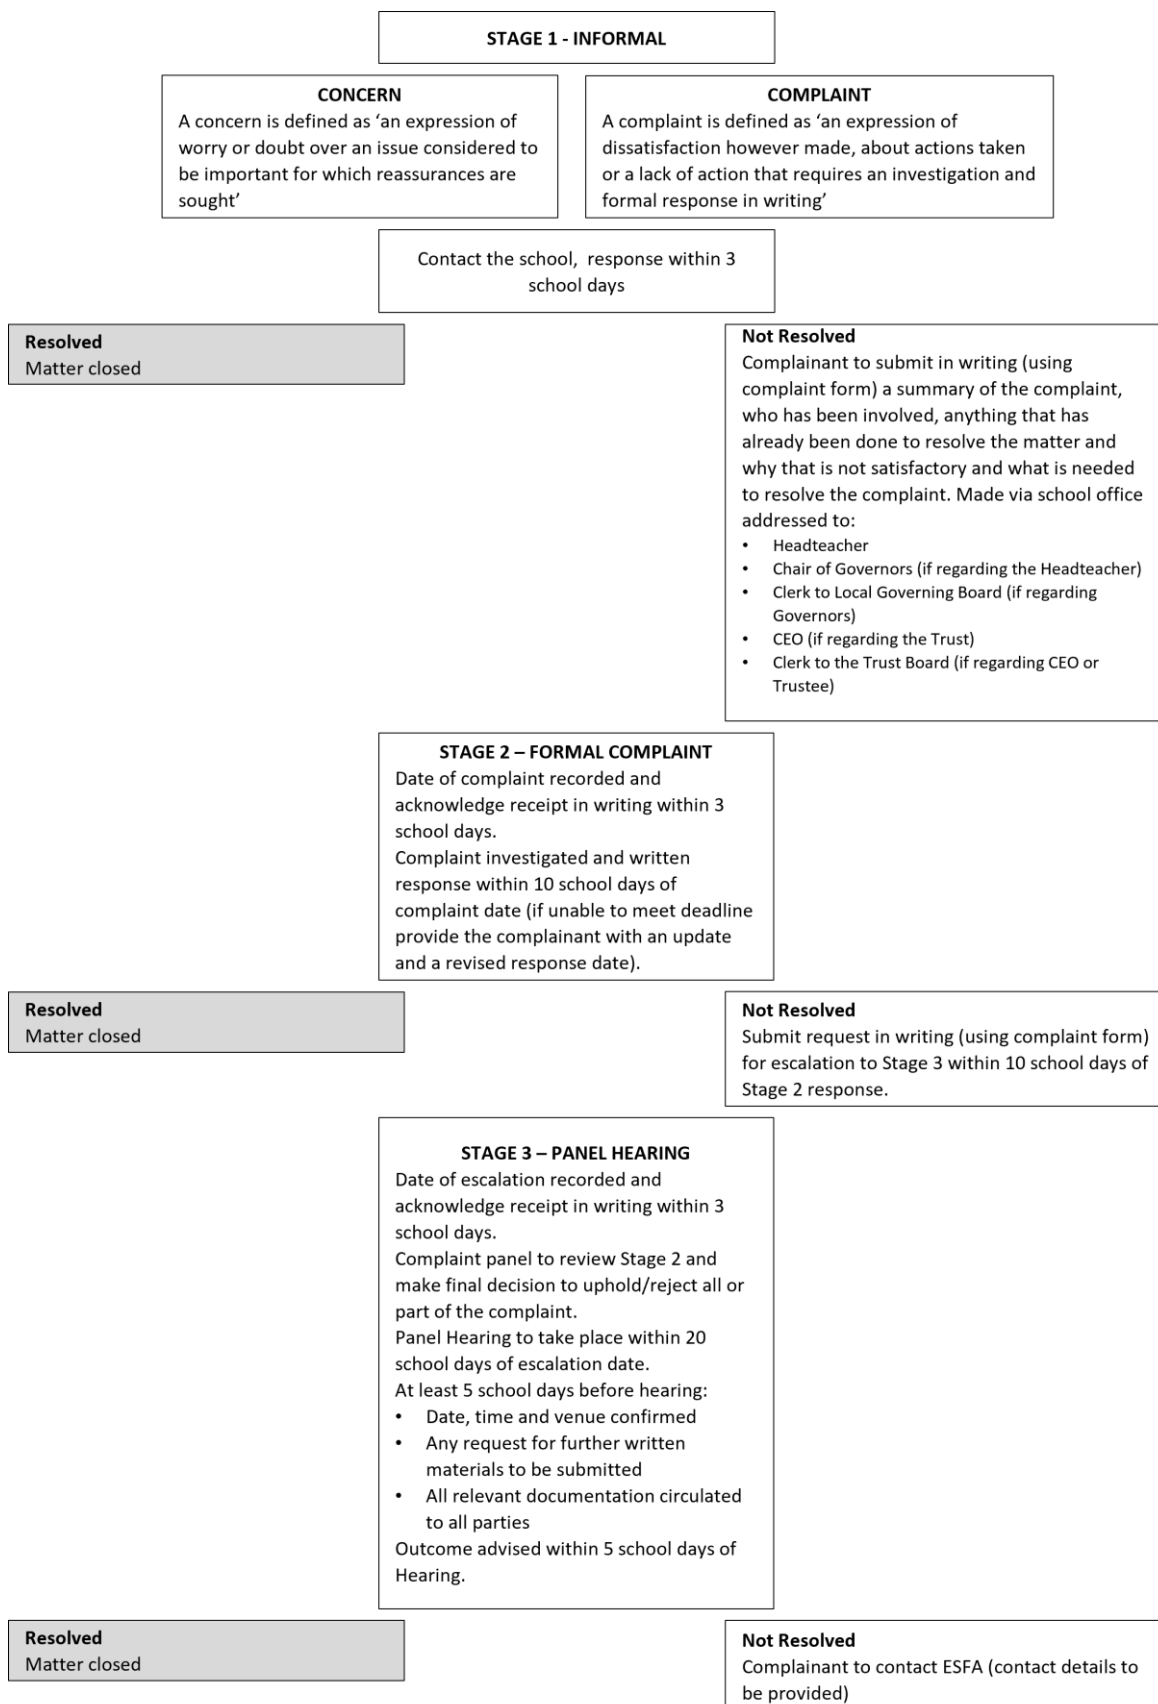 STAGE 1 - INFORMAL
CONCERN
A concern is defined as ‘an expression of
worry or doubt over an issue considered to
be important for which reassurances are
sought’
COMPLAINT
A complaint is defined as ‘an expression of
dissatisfaction however made, about actions taken
or a lack of action that requires an investigation and
formal response in writing’
Contact the school,  response within 3
school days
Resolved
Matter closed
Not Resolved
Complainant to submit in writing (using
complaint form) a summary of the complaint,
who has been involved, anything that has
already been done to resolve the matter and
why that is not satisfactory and what is needed
to resolve the complaint. Made via school office
addressed to:
• Headteacher
• Chair of Governors (if regarding the Headteacher)
• Clerk to Local Governing Board (if regarding
Governors)
• CEO (if regarding the Trust)
• Clerk to the Trust Board (if regarding CEO or
Trustee)
STAGE 2 – FORMAL COMPLAINT
Date of complaint recorded and
acknowledge receipt in writing within 3
school days.
Complaint investigated and written
response within 10 school days of
complaint date (if unable to meet deadline
provide the complainant with an update
and a revised response date).
Resolved
Matter closed
Not Resolved
Submit request in writing (using complaint form)
for escalation to Stage 3 within 10 school days of
Stage 2 response.
STAGE 3 – PANEL HEARING
Date of escalation recorded and
acknowledge receipt in writing within 3
school days.
Complaint panel to review Stage 2 and
make final decision to uphold/reject all or
part of the complaint.
Panel Hearing to take place within 20
school days of escalation date.
At least 5 school days before hearing:
• Date, time and venue confirmed
• Any request for further written
materials to be submitted
• All relevant documentation circulated
to all parties
Outcome advised within 5 school days of
Hearing.
Resolved
Matter closed
Not Resolved
Complainant to contact ESFA (contact details to
be provided)